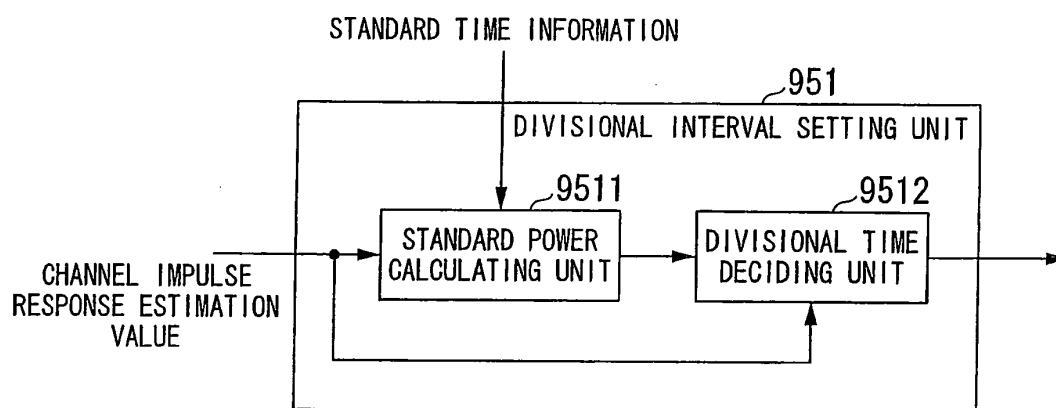 STANDARD TIME INFORMATION
951
DIVISIONAL INTERVAL SETTING UNIT
9511
9512
STANDARD POWER
CALCULATING UNIT
DIVISIONAL TIME
DECIDING UNIT
CHANNEL IMPULSE
RESPONSE ESTIMATION
VALUE